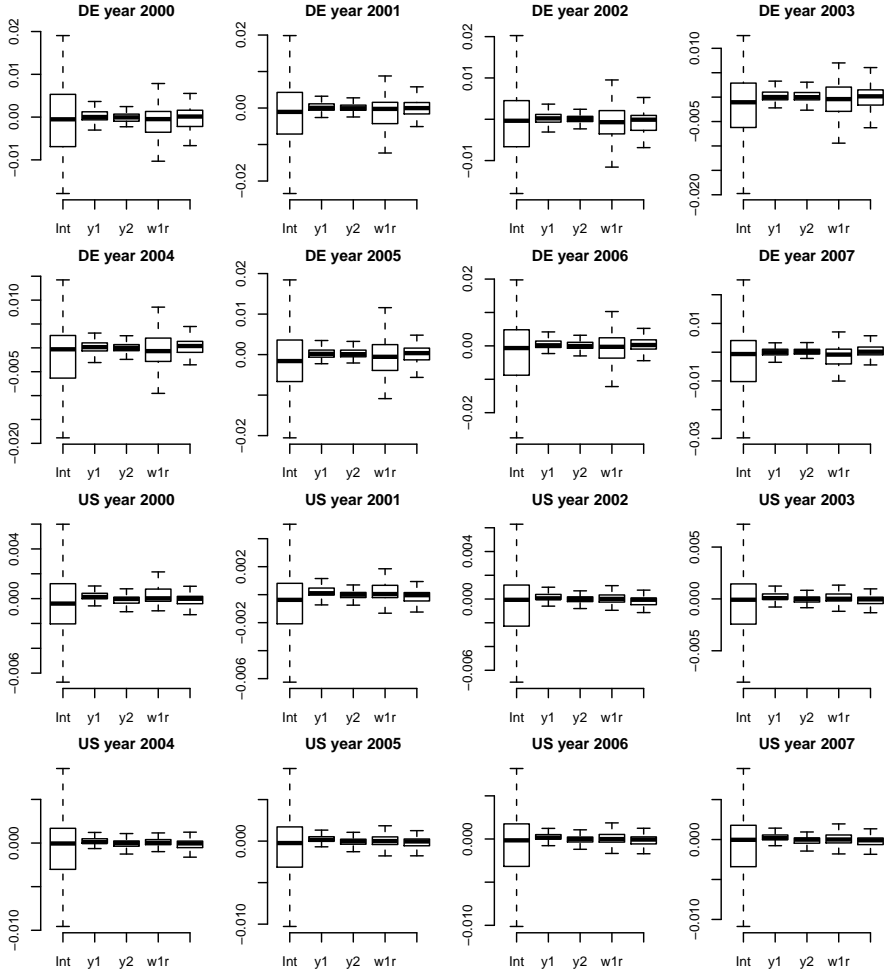 DE year 2000
DE year 2001
DE year 2002
DE year 2003
0.02
0.01
0.00
−0.01
Int y1 y2 w1r
0.02
0.00
−0.02
Int y1 y2 w1r
0.02
0.01
−0.01
Int y1 y2 w1r
0.010
−0.005
−0.020
Int y1 y2 w1r
DE year 2004
DE year 2005
DE year 2006
DE year 2007
0.010
−0.005
−0.020
Int y1 y2 w1r
0.02
0.01
0.00
−0.02
Int y1 y2 w1r
0.02
0.00
−0.02
Int y1 y2 w1r
0.01
−0.01
−0.03
Int y1 y2 w1r
US year 2000
US year 2001
US year 2002
US year 2003
0.004
0.000
−0.006
Int y1 y2 w1r
0.002
−0.002
−0.006
Int y1 y2 w1r
0.004
0.000
−0.006
Int y1 y2 w1r
0.005
−0.005
Int y1 y2 w1r
US year 2004
US year 2005
US year 2006
US year 2007
0.000
−0.010
Int y1 y2 w1r
0.000
−0.010
Int y1 y2 w1r
0.000
−0.010
Int y1 y2 w1r
0.000
−0.010
Int y1 y2 w1r